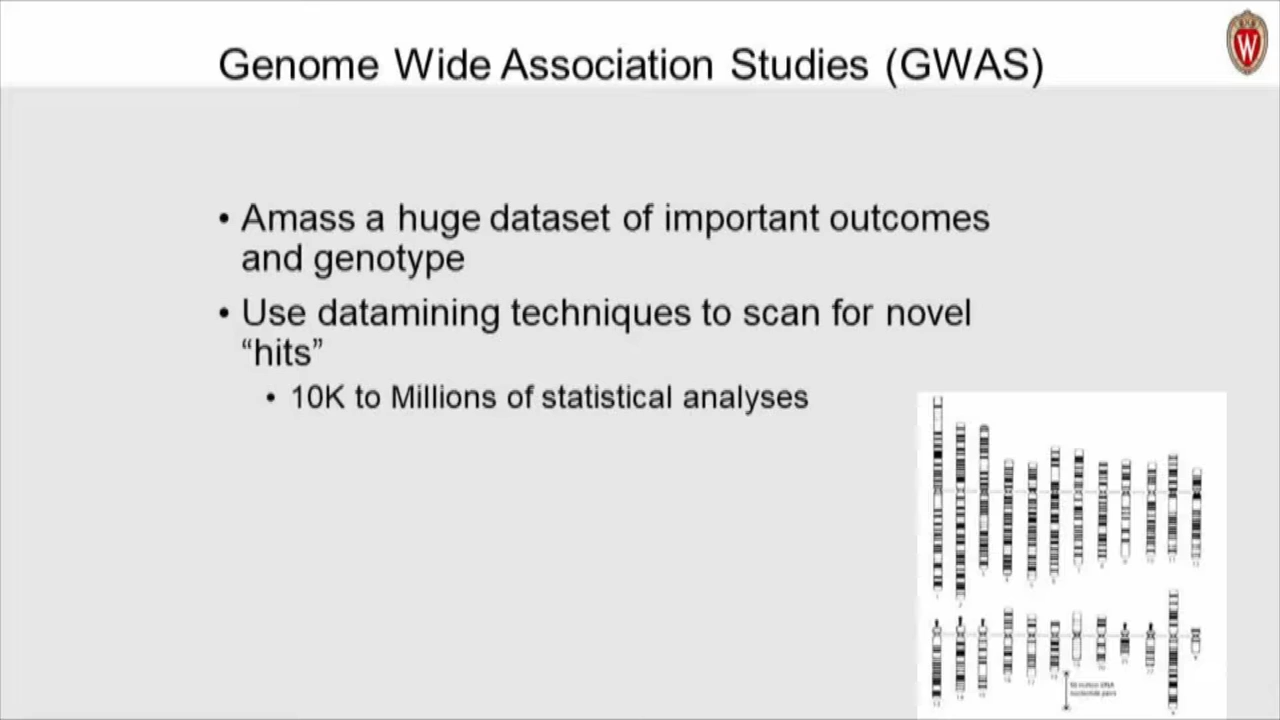 Genome Wide Association Studies (GWAS)
W
• Amass a huge dataset of important outcomes
and genotype
• Use datamining techniques to scan for novel
“hits”
• 10K to Millions of statistical analyses